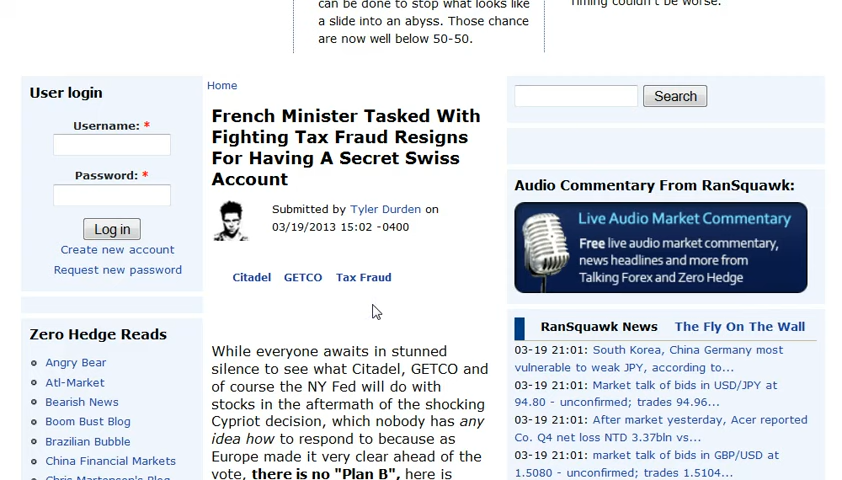 can be done to stop what looks like
a slide into an abyss. Those chance
are now well below 50-50.
Timing couldn't be worse.
User login
Username: *
Password: *
Log in
Create new account
Request new password
Zero Hedge Reads
Angry Bear
Atl-Market
Bearish News
Boom Bust Blog
Brazilian Bubble
China Financial Markets
Chris Martenson's Blog
Home
French Minister Tasked With
Fighting Tax Fraud Resigns
For Having A Secret Swiss
Account
Submitted by Tyler Durden on
03/19/2013 15:02 -0400
Citadel GETCO Tax Fraud
While everyone awaits in stunned
silence to see what Citadel, GETCO and
of course the NY Fed will do with
stocks in the aftermath of the shocking
Cypriot decision, which nobody has any
idea how to respond to because as
Europe made it very clear ahead of the
vote, there is no "Plan B", here is
Search
Audio Commentary From RanSquawk:
Live Audio Market Commentary
Free live audio market commentary,
news headlines and more from
Talking Forex and Zero Hedge
RanSquawk News The Fly On The Wall
03-19 21:01: South Korea, China Germany most
vulnerable to weak JPY, according to...
03-19 21:01: Market talk of bids in USD/JPY at
94.80 - unconfirmed; trades 94.96...
03-19 21:01: After market yesterday, Acer reported
Co. Q4 net loss NTD 3.37bln vs...
03-19 21:01: market talk of bids in GBP/USD at
1.5080 - unconfirmed; trades 1.5104...